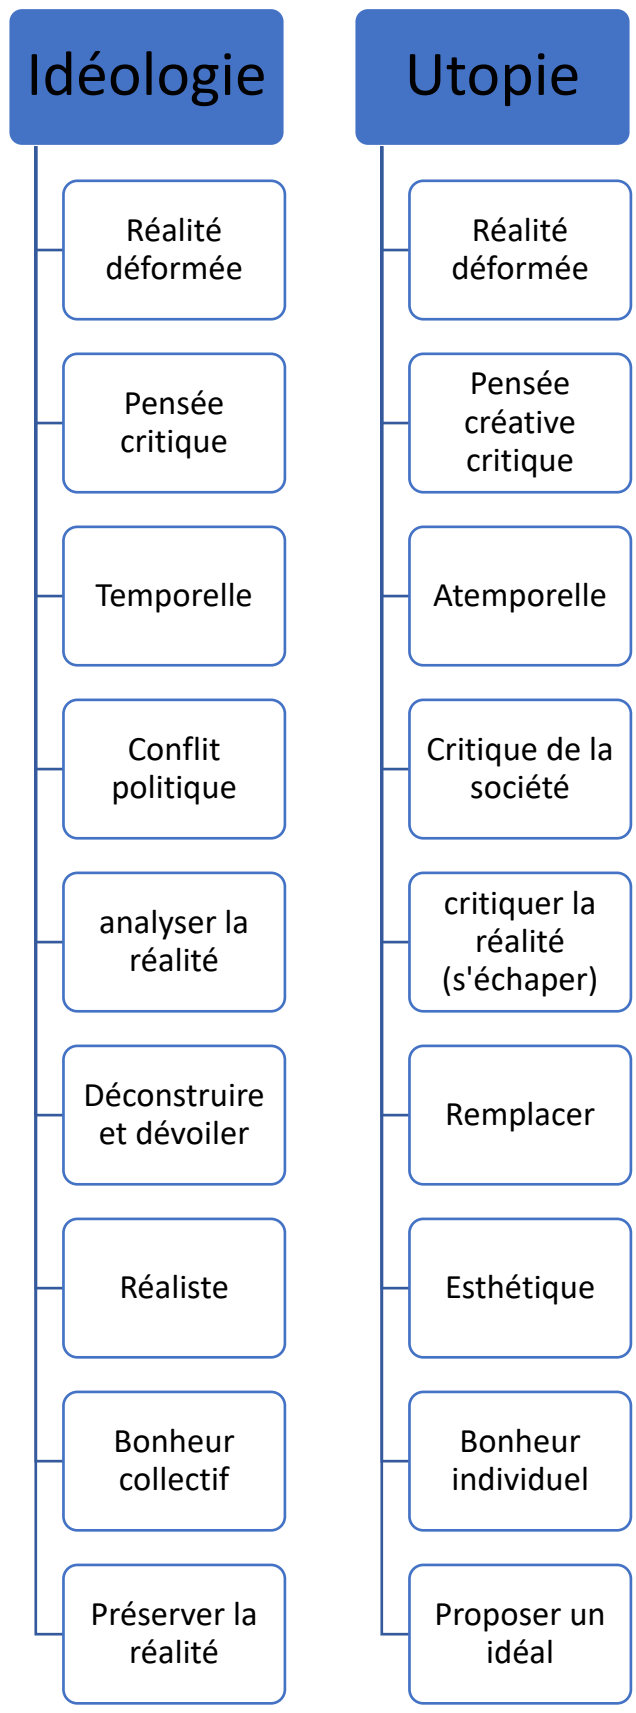 Idéologie
Réalité
déformée
Pensée
critique
Temporelle
Conflit
politique
analyser la
réalité
Déconstruire
et dévoiler
Réaliste
Bonheur
collectif
Préserver la
réalité
Utopie
Réalité
déformée
Pensée
créative
critique
Atemporelle
Critique de la
société
critiquer la
réalité
(s'échaper)
Remplacer
Esthétique
Bonheur
individuel
Proposer un
idéal